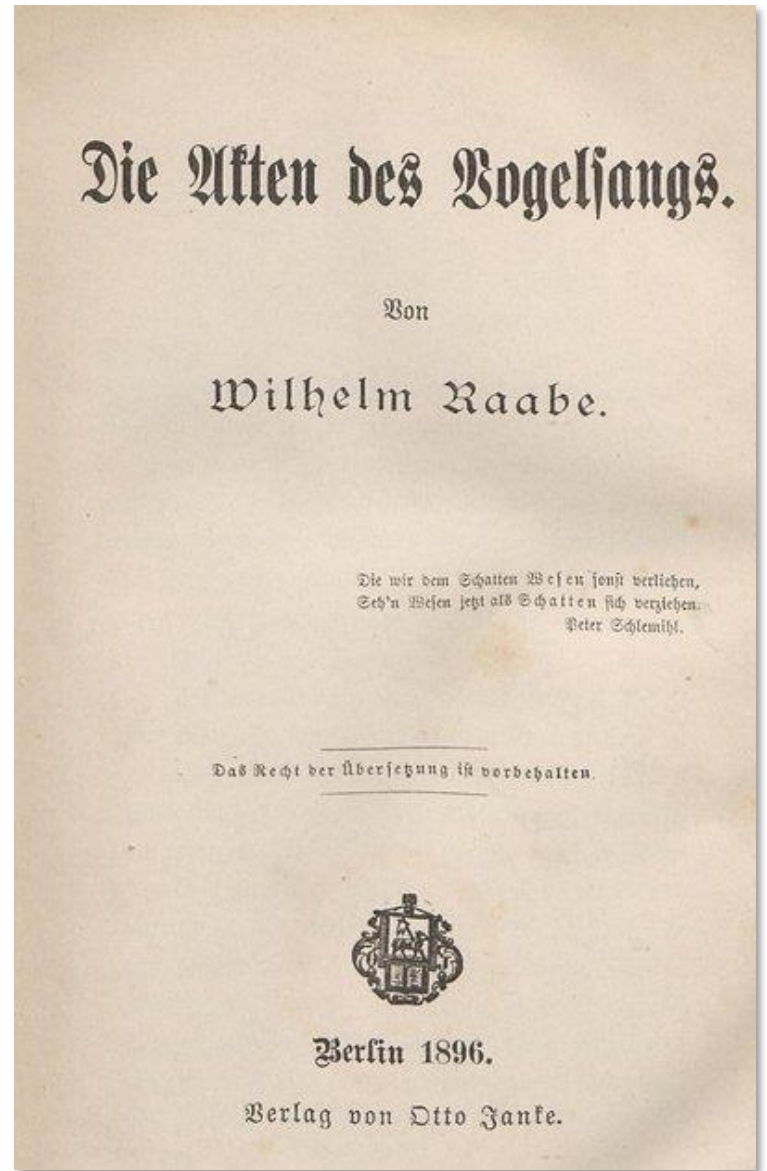 Die Akten des Vogelsangs.
Von
Wilhelm Raabe.
Die wir dem Schatten Wesen sonst verliehen,
Seh'n Wesen jetzt als Schatten sich verziehen.
Peter Schlemihl.
Das Recht der Übersetzung ist vorbehalten.
Berlin 1896.
Verlag von Otto Janke.